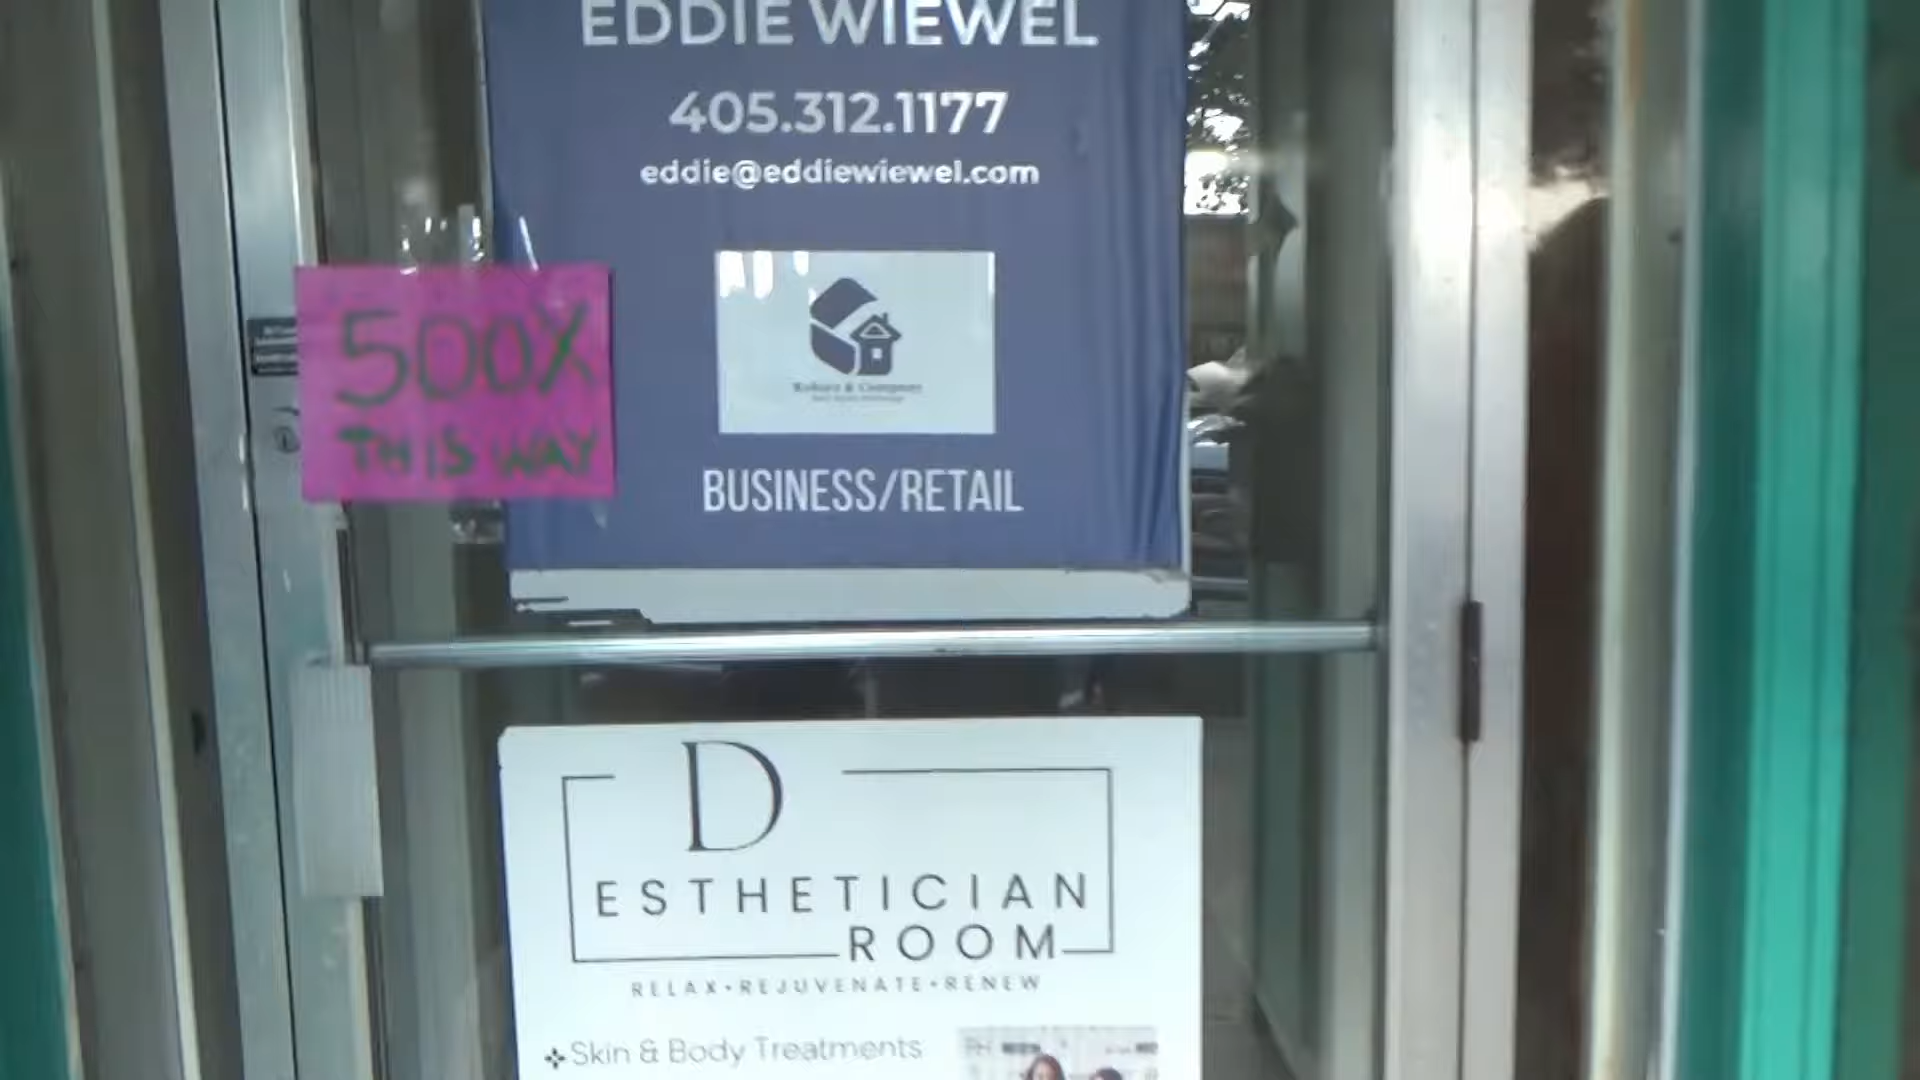 EDDIE WIEWEL
405.312.1177
eddie@eddiewiewel.com
500X
THIS WAY
BUSINESS/RETAIL
D
ESTHETICIAN
ROOM
RELAX•REJUVENATE•RENEW
Skin & Body Treatments